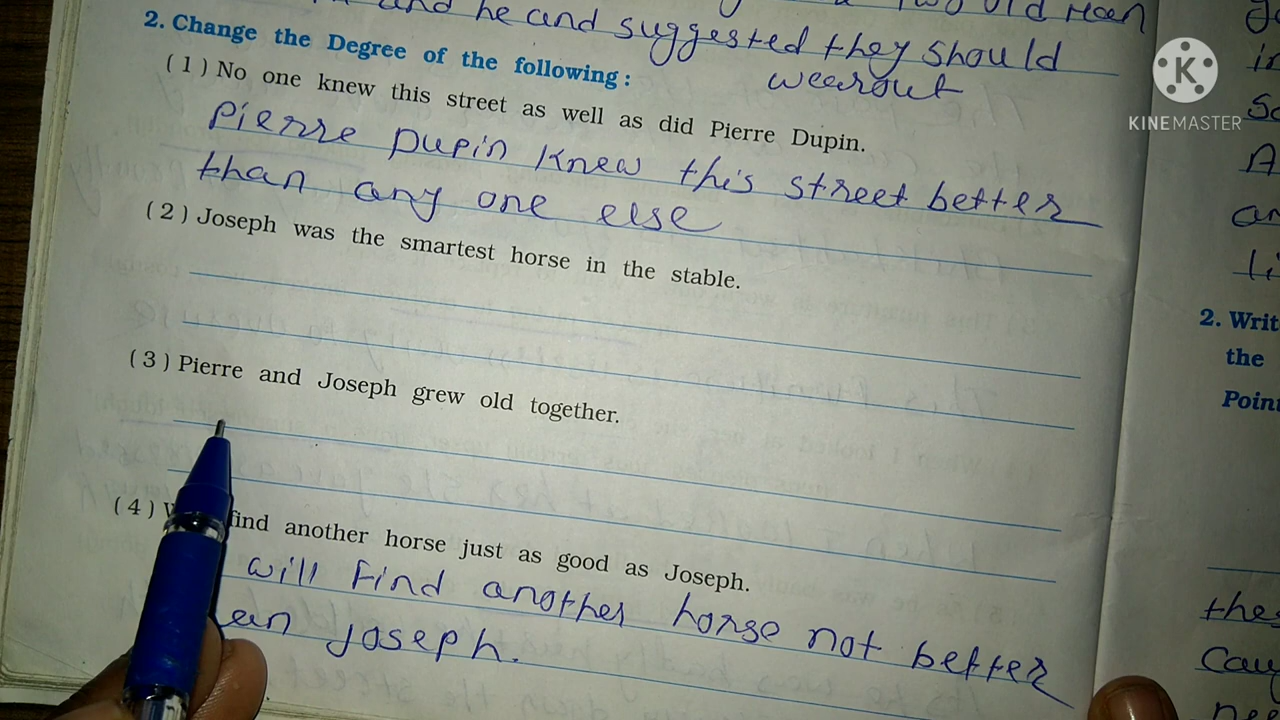 and he and suggested they should
wearout
2. Change the Degree of the following :
(1) No one knew this street as well as did Pierre Dupin.
Pierre Dupin knew this street better
than any one else
(2) Joseph was the smartest horse in the stable.
(3) Pierre and Joseph grew old together.
(4) find another horse just as good as Joseph.
will find another horse not better
Joseph.
K
KINEMASTER
2. Writ
the
Point